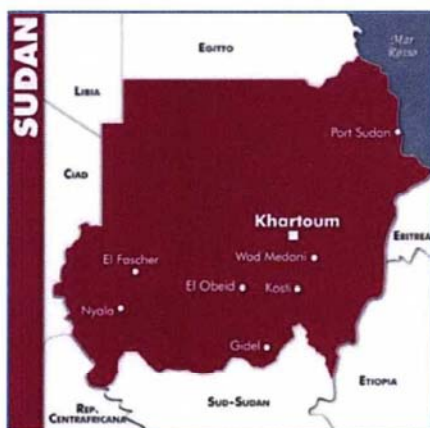 SUDAN
EGITTO
Mar
Rosso
LIBIA
Port Sudan
CIAD
Khartoum
ERITREA
Wad Medani
El Fascher
El Obeid
Kosti
Nyala
Gidel
ETIOPIA
REP.
CENTRAFRICANA
SUD-SUDAN